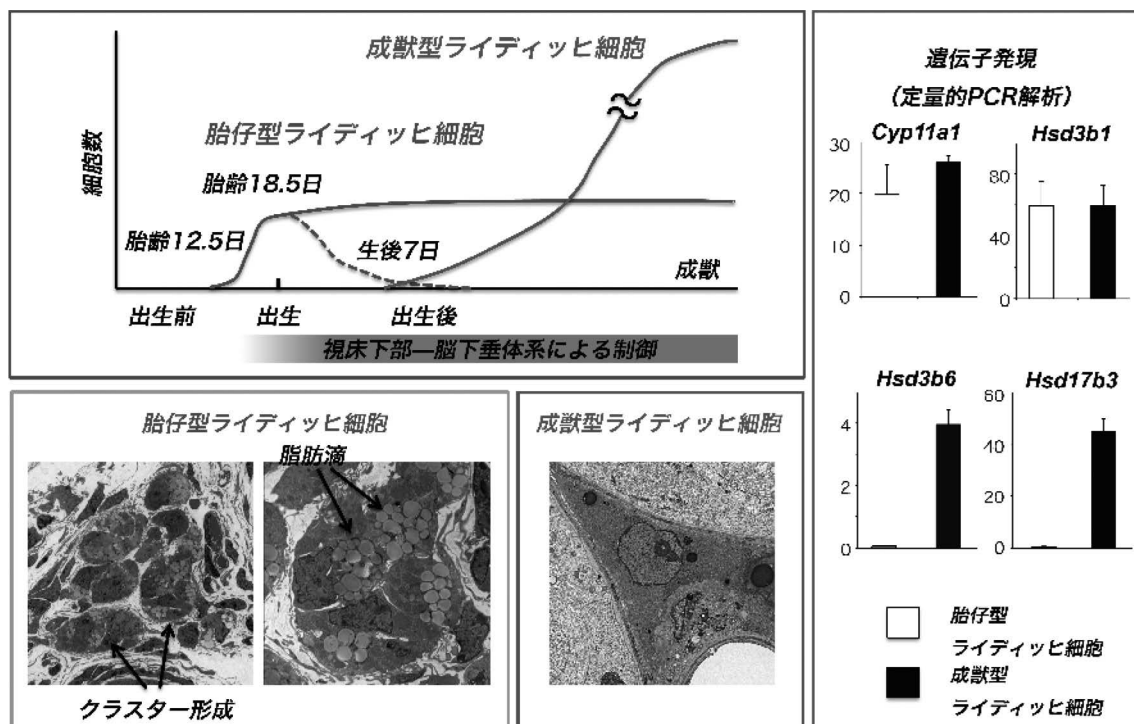 成獣型ライディッヒ細胞
胎仔型ライディッヒ細胞
細胞数
胎齢18.5日
胎齢12.5日
生後7日
成獣
出生前
出生
出生後
視床下部—脳下垂体系による制御
遺伝子発現
（定量的PCR解析）
Cyp11a1
30
20
10
0
Hsd3b1
80
40
0
Hsd3b6
4
2
0
Hsd17b3
60
40
20
0
胎仔型
ライディッヒ細胞
成獣型
ライディッヒ細胞
胎仔型ライディッヒ細胞
脂肪滴
クラスター形成
成獣型ライディッヒ細胞